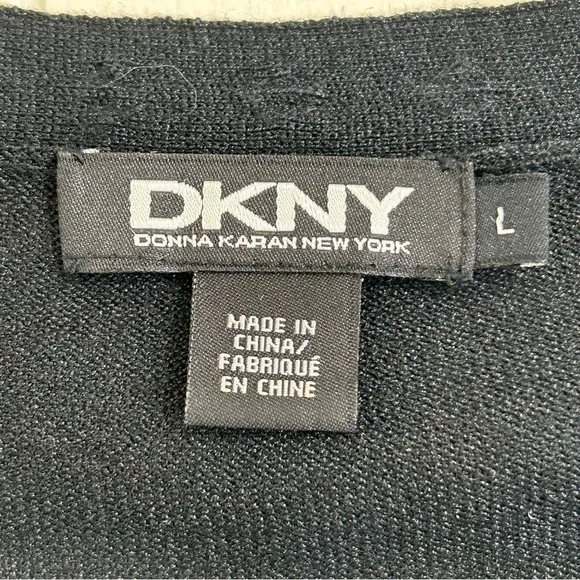 DKNY
DONNA KARAN NEW YORK
L
MADE IN
CHINA/
FABRIQUÉ
EN CHINE